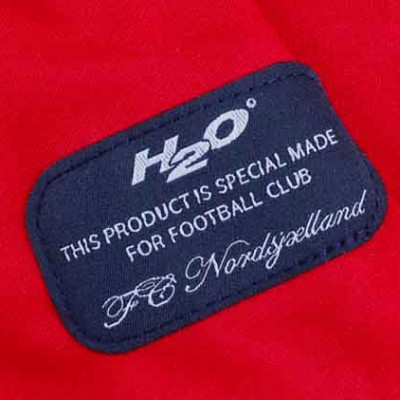 H2O°
THIS PRODUCT IS SPECIAL MADE
FOR FOOTBALL CLUB
FC Nordsjælland